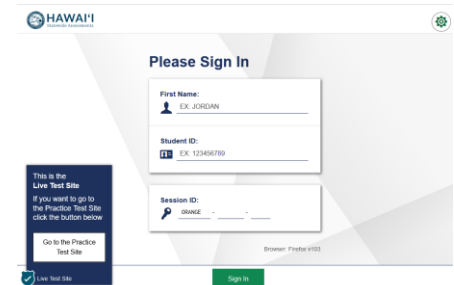 HAWAI'I
Statewide Assessments
Please Sign In
First Name:
EX: JORDAN
Student ID:
EX: 123456789
Session ID:
ORANGE - -
Browser: Firefox v103
This is the
Live Test Site
If you want to go to
the Practice Test Site
click the button below
Go to the Practice
Test Site
Live Test Site
Sign In